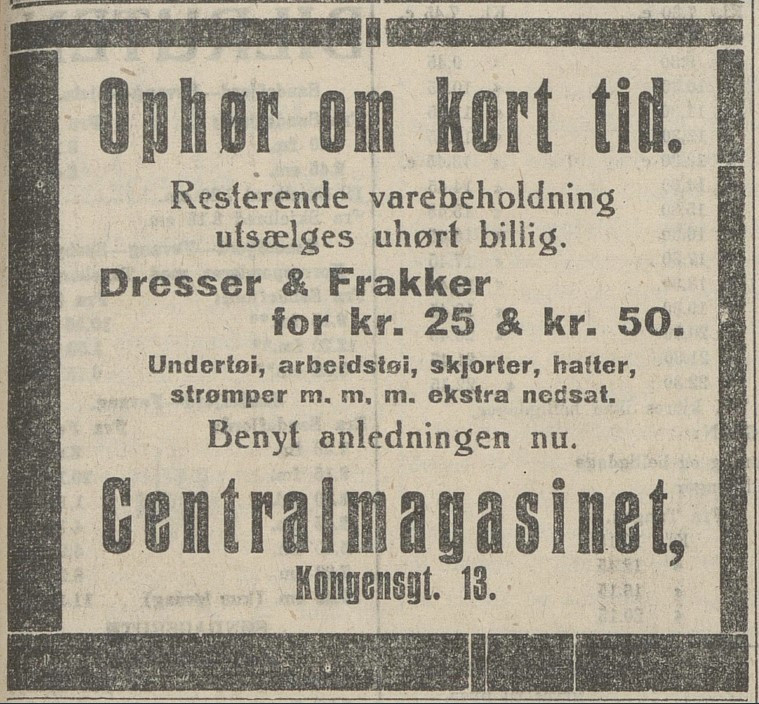 Ophør om kort tid.
Resterende varebeholdning
utsælges uhørt billig.
Dresser & Frakker
for kr. 25 & kr. 50.
Undertøi, arbeidstøi, skjorter, hatter,
strømper m. m. m. ekstra nedsat.
Benyt anledningen nu.
Centralmagasinet,
Kongensgt. 13.